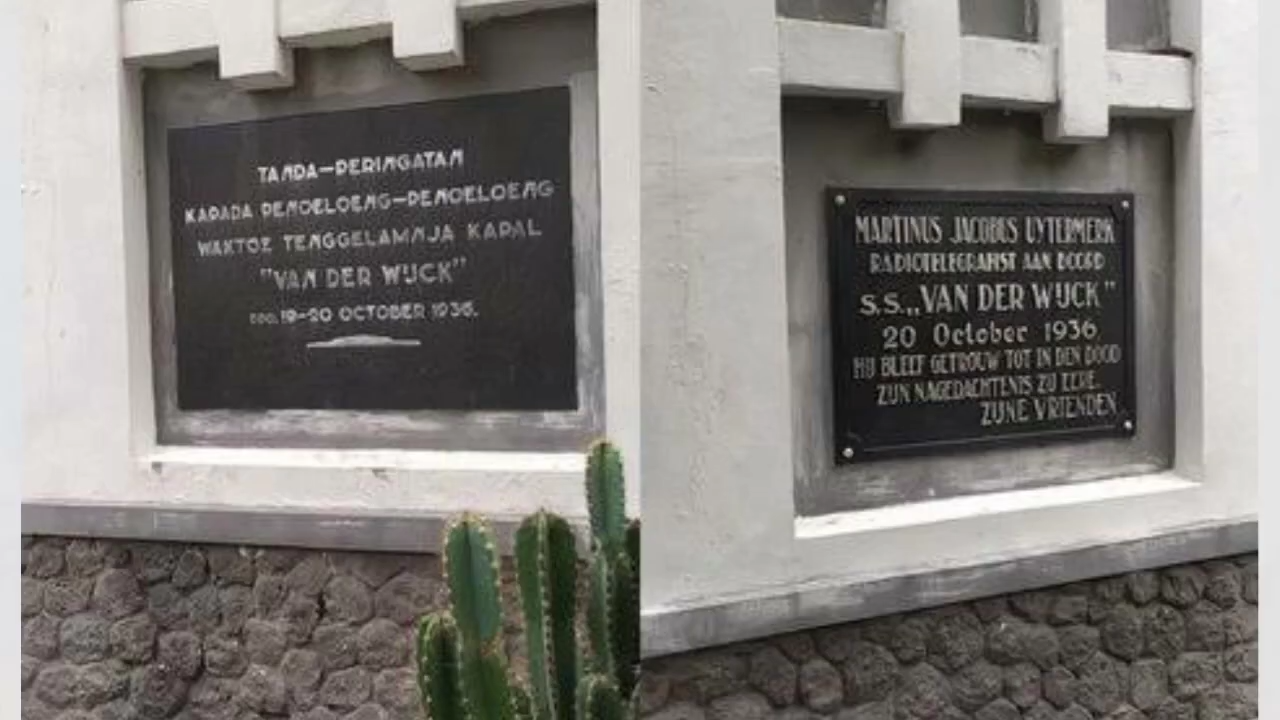 TANDA-PERINGATAN
KAPADA PENOELOENG-PENOELOENG
WAKTOE TENGGELAMNJA KAPAL
"VAN DER WIJCK"
DDO. 19-20 OCTOBER 1936.
MARTINUS JACOBUS UYTERMERK
RADIOTELEGRAFIST AAN BOORD
S.S. „VAN DER WIJCK"
20 October 1936
HIJ BLEEF GETROUW TOT IN DEN DOOD
ZIJN NAGEDACHTENIS ZIJ EERE.
ZIJNE VRIENDEN